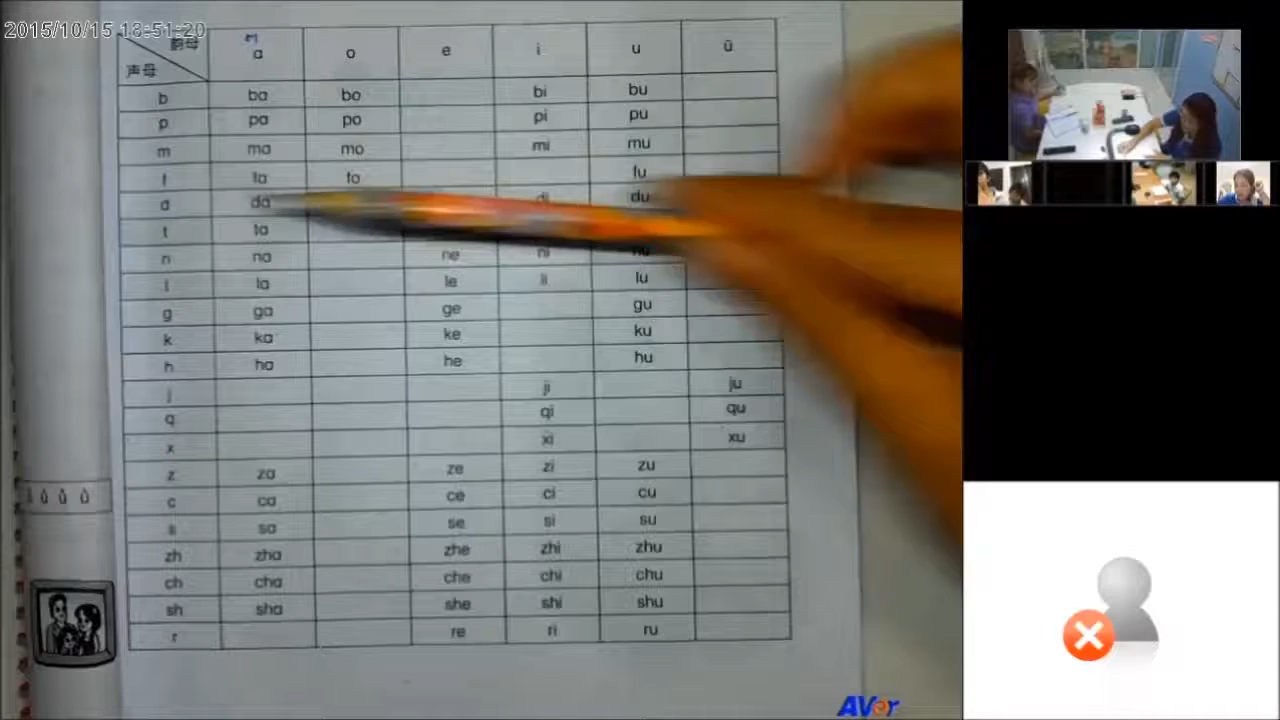 2015/10/15 18:51:20
韵母 a o e i u ü
声母
b ba bo bi bu
p pa po pi pu
m ma mo mi mu
f fa fo fu
d da di du
t ta
n na ne ni nu
l la le li lu
g ga ge gu
k ka ke ku
h ha he hu
j ji ju
q qi qu
x xi xu
z za ze zi zu
c ca ce ci cu
s sa se si su
zh zha zhe zhi zhu
ch cha che chi chu
sh sha she shi shu
r re ri ru
AVer